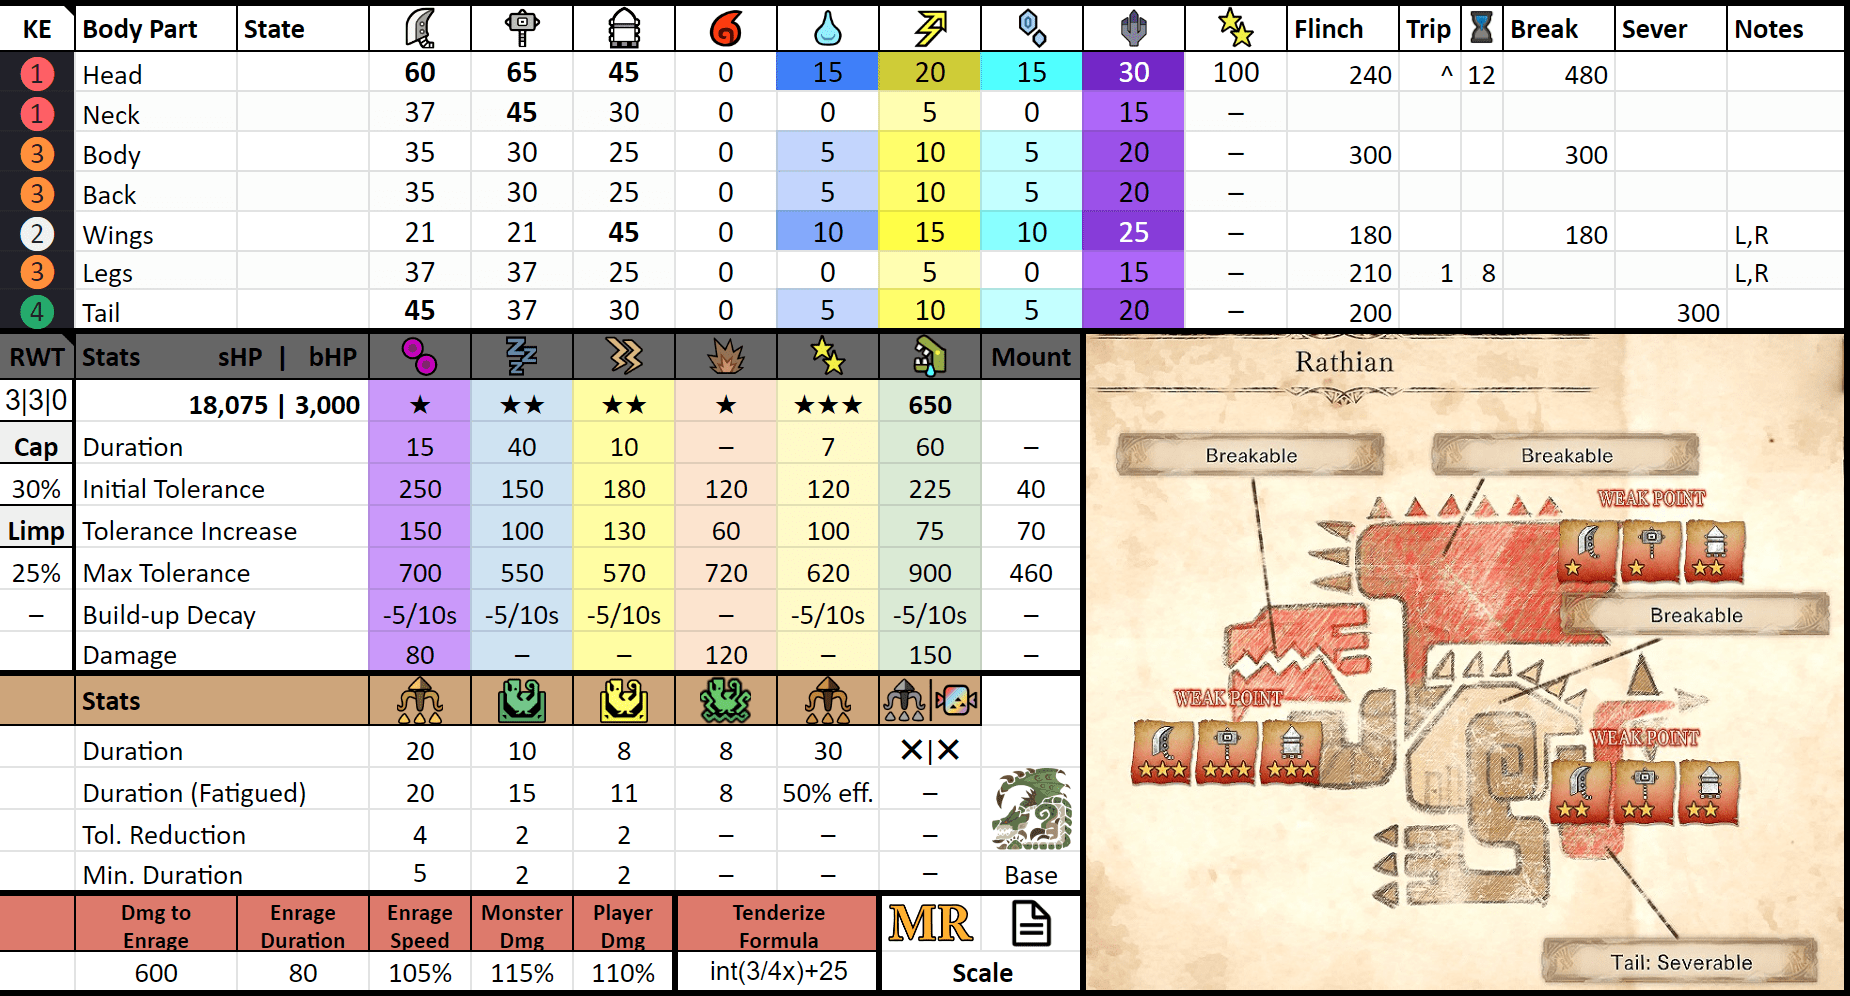 KE Body Part State Flinch Trip Break Sever Notes
1 Head 60 65 45 0 15 20 15 30 100 240 ^ 12 480
1 Neck 37 45 30 0 0 5 0 15 –
3 Body 35 30 25 0 5 10 5 20 – 300 300
3 Back 35 30 25 0 5 10 5 20 –
2 Wings 21 21 45 0 10 15 10 25 – 180 180 L,R
3 Legs 37 37 37 0 0 5 0 15 – 210 1 8 L,R
4 Tail 45 37 30 0 5 10 5 20 – 200 300
RWT Stats sHP | bHP Mount
3|3|0 18,075 | 3,000 ★ ★★ ★★ ★ ★★★ 650
Cap Duration 15 40 10 – 7 60 –
30% Initial Tolerance 250 150 180 120 120 225 40
Limp Tolerance Increase 150 100 130 60 100 75 70
25% Max Tolerance 700 550 570 720 620 900 460
– Build-up Decay -5/10s -5/10s -5/10s – -5/10s -5/10s –
Damage 80 – – 120 – 150 –
Stats
Duration 20 10 8 8 30 ✕|✕
Duration (Fatigued) 20 15 11 8 50% eff. –
Tol. Reduction 4 2 2 – – –
Min. Duration 5 2 2 – – – Base
Dmg to Enrage Enrage Duration Enrage Speed Monster Dmg Player Dmg Tenderize Formula MR
600 80 105% 115% 110% int(3/4x)+25 Scale
Rathian
Breakable Breakable
WEAK POINT
Breakable
WEAK POINT
WEAK POINT
Tail: Severable